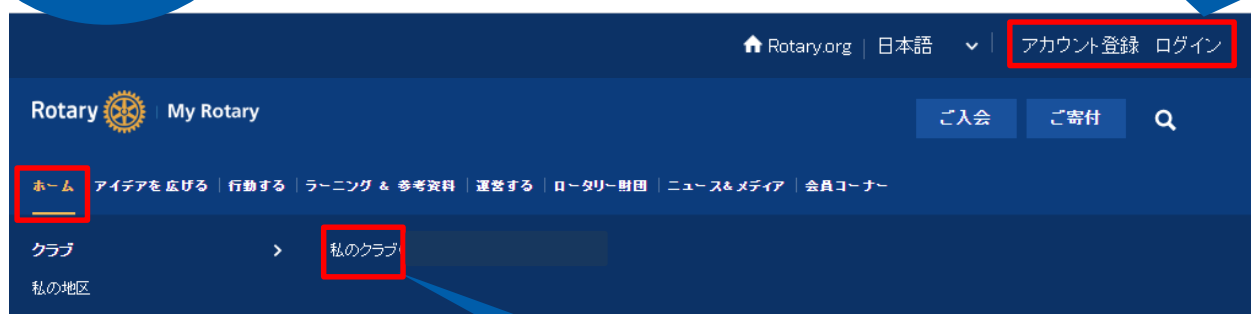 Rotary.org | 日本語 | アカウント登録 ログイン
Rotary | My Rotary ご入会 ご寄付
ホーム アイデアを広げる | 行動する | ラーニング & 参考資料 | 運営する | ロータリー財団 | ニュース&メディア | 会員コーナー
クラブ > 私のクラブ
私の地区